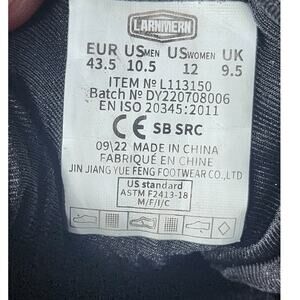 LARNMERN
EUR USMEN USWOMEN UK
43.5 10.5 12 9.5
ITEM Nº L113150
Batch Nº DY220708006
EN ISO 20345:2011
CE SB SRC
09\22 MADE IN CHINA
FABRIQUÉ EN CHINE
JIN JIANG YUE FENG FOOTWEAR CO.,LTD
US standard
ASTM F2413-18
M/F/I/C